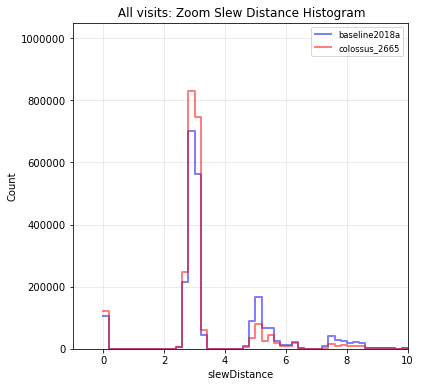 All visits: Zoom Slew Distance Histogram
baseline2018a
colossus_2665
1000000
800000
600000
400000
200000
0
Count
0 2 4 6 8 10
slewDistance